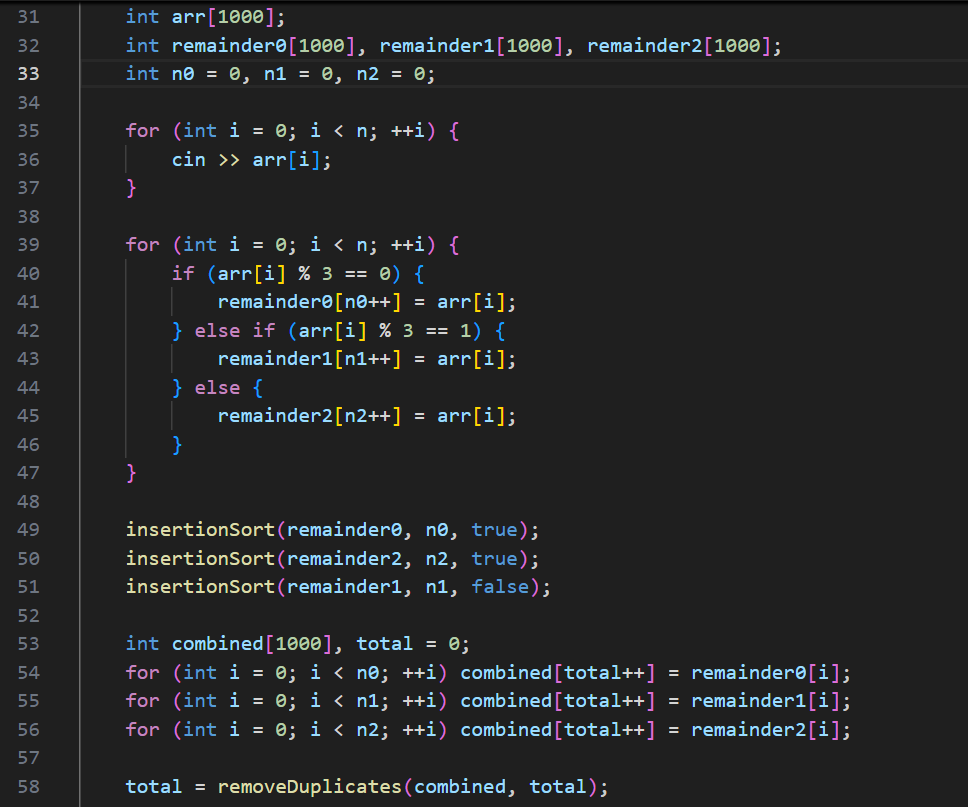 31 int arr[1000];
32 int remainder0[1000], remainder1[1000], remainder2[1000];
33 int n0 = 0, n1 = 0, n2 = 0;
34
35 for (int i = 0; i < n; ++i) {
36 cin >> arr[i];
37 }
38
39 for (int i = 0; i < n; ++i) {
40 if (arr[i] % 3 == 0) {
41 remainder0[n0++] = arr[i];
42 } else if (arr[i] % 3 == 1) {
43 remainder1[n1++] = arr[i];
44 } else {
45 remainder2[n2++] = arr[i];
46 }
47 }
48
49 insertionSort(remainder0, n0, true);
50 insertionSort(remainder2, n2, true);
51 insertionSort(remainder1, n1, false);
52
53 int combined[1000], total = 0;
54 for (int i = 0; i < n0; ++i) combined[total++] = remainder0[i];
55 for (int i = 0; i < n1; ++i) combined[total++] = remainder1[i];
56 for (int i = 0; i < n2; ++i) combined[total++] = remainder2[i];
57
58 total = removeDuplicates(combined, total);